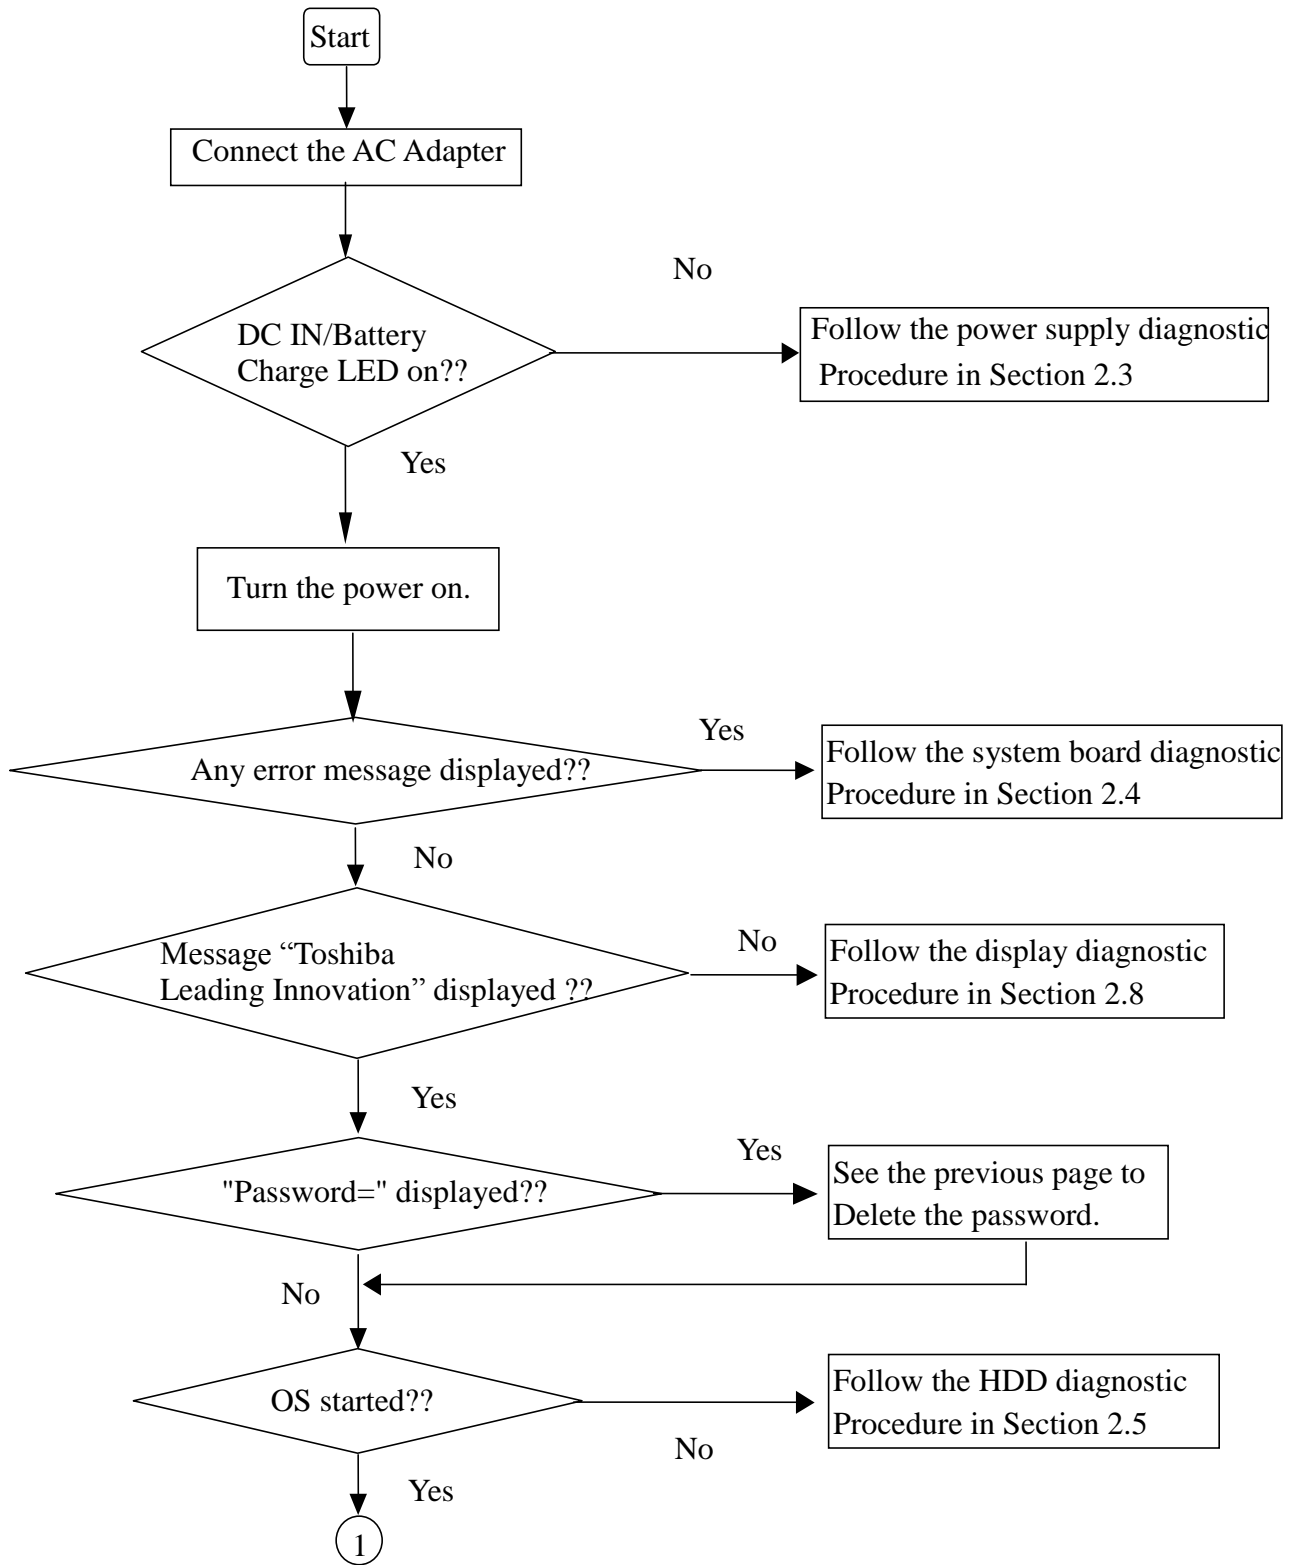 Start
Connect the AC Adapter
No
DC IN/Battery
Charge LED on??
Follow the power supply diagnostic
Procedure in Section 2.3
Yes
Turn the power on.
Yes
Any error message displayed??
Follow the system board diagnostic
Procedure in Section 2.4
No
Message “Toshiba
Leading Innovation” displayed ??
No
Follow the display diagnostic
Procedure in Section 2.8
Yes
"Password=" displayed??
Yes
See the previous page to
Delete the password.
No
OS started??
Follow the HDD diagnostic
Procedure in Section 2.5
No
Yes
1